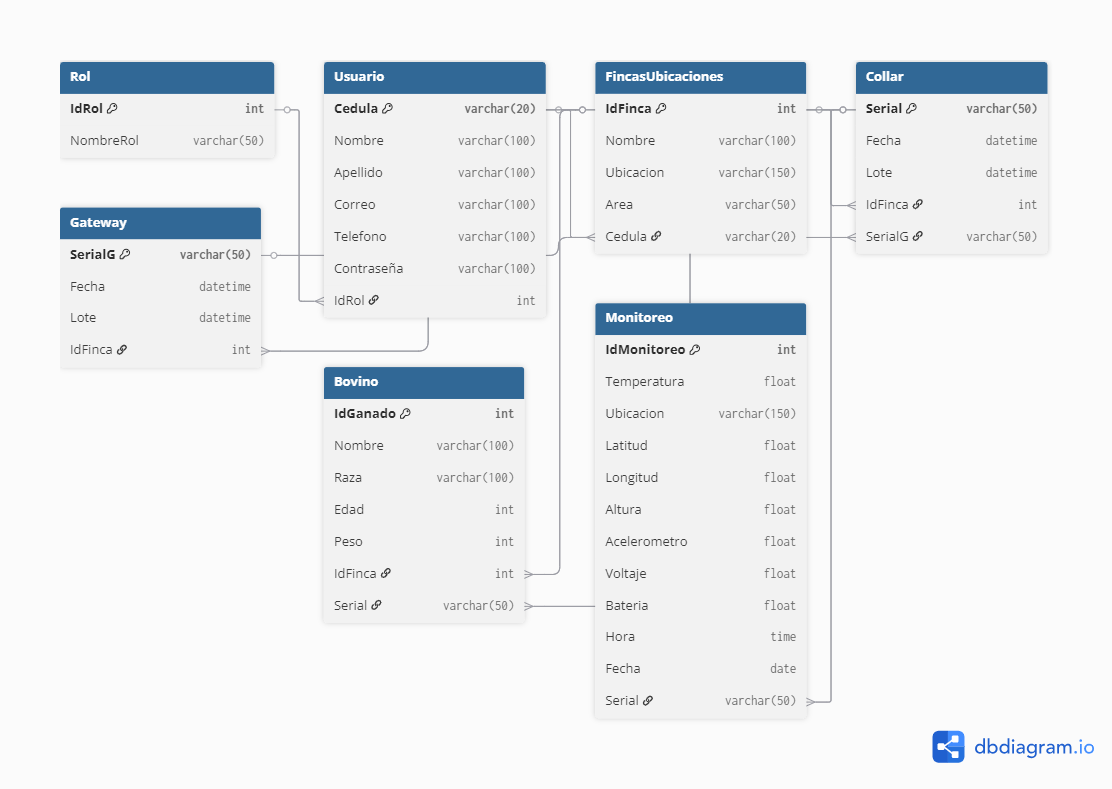 Rol
IdRol int
NombreRol varchar(50)
Gateway
SerialG varchar(50)
Fecha datetime
Lote datetime
IdFinca int
Usuario
Cedula varchar(20)
Nombre varchar(100)
Apellido varchar(100)
Correo varchar(100)
Telefono varchar(100)
Contraseña varchar(100)
IdRol int
Bovino
IdGanado int
Nombre varchar(100)
Raza varchar(100)
Edad int
Peso int
IdFinca int
Serial varchar(50)
FincasUbicaciones
IdFinca int
Nombre varchar(100)
Ubicacion varchar(150)
Area varchar(50)
Cedula varchar(20)
Monitoreo
IdMonitoreo int
Temperatura float
Ubicacion varchar(150)
Latitud float
Longitud float
Altura float
Acelerometro float
Voltaje float
Bateria float
Hora time
Fecha date
Serial varchar(50)
Collar
Serial varchar(50)
Fecha datetime
Lote datetime
IdFinca int
SerialG varchar(50)
dbdiagram.io